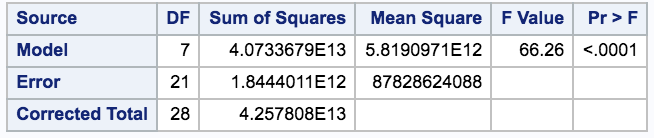 Source DF Sum of Squares Mean Square F Value Pr > F
Model 7 4.0733679E13 5.8190971E12 66.26 <.0001
Error 21 1.8444011E12 87828624088
Corrected Total 28 4.257808E13